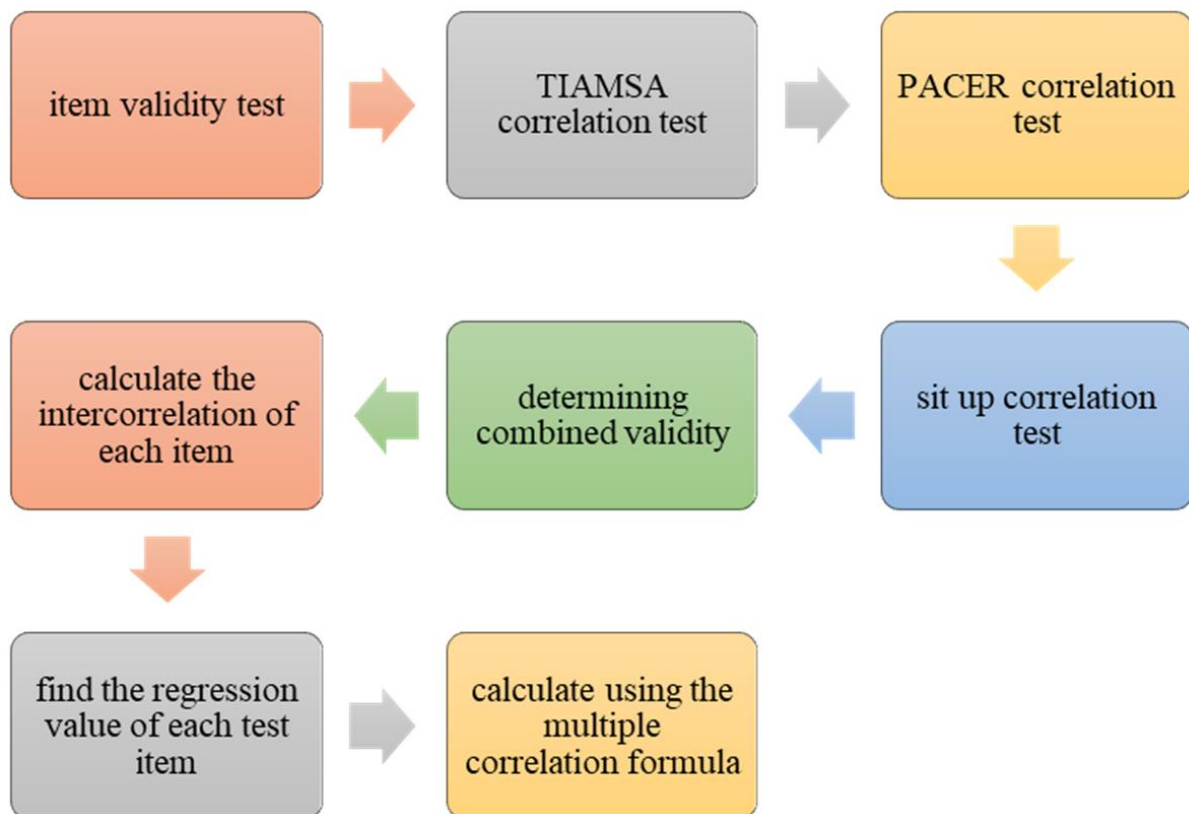 item validity test
TIAMSA
correlation test
PACER correlation
test
sit up correlation
test
determining
combined validity
calculate the
intercorrelation of
each item
find the regression
value of each test
item
calculate using the
multiple
correlation formula